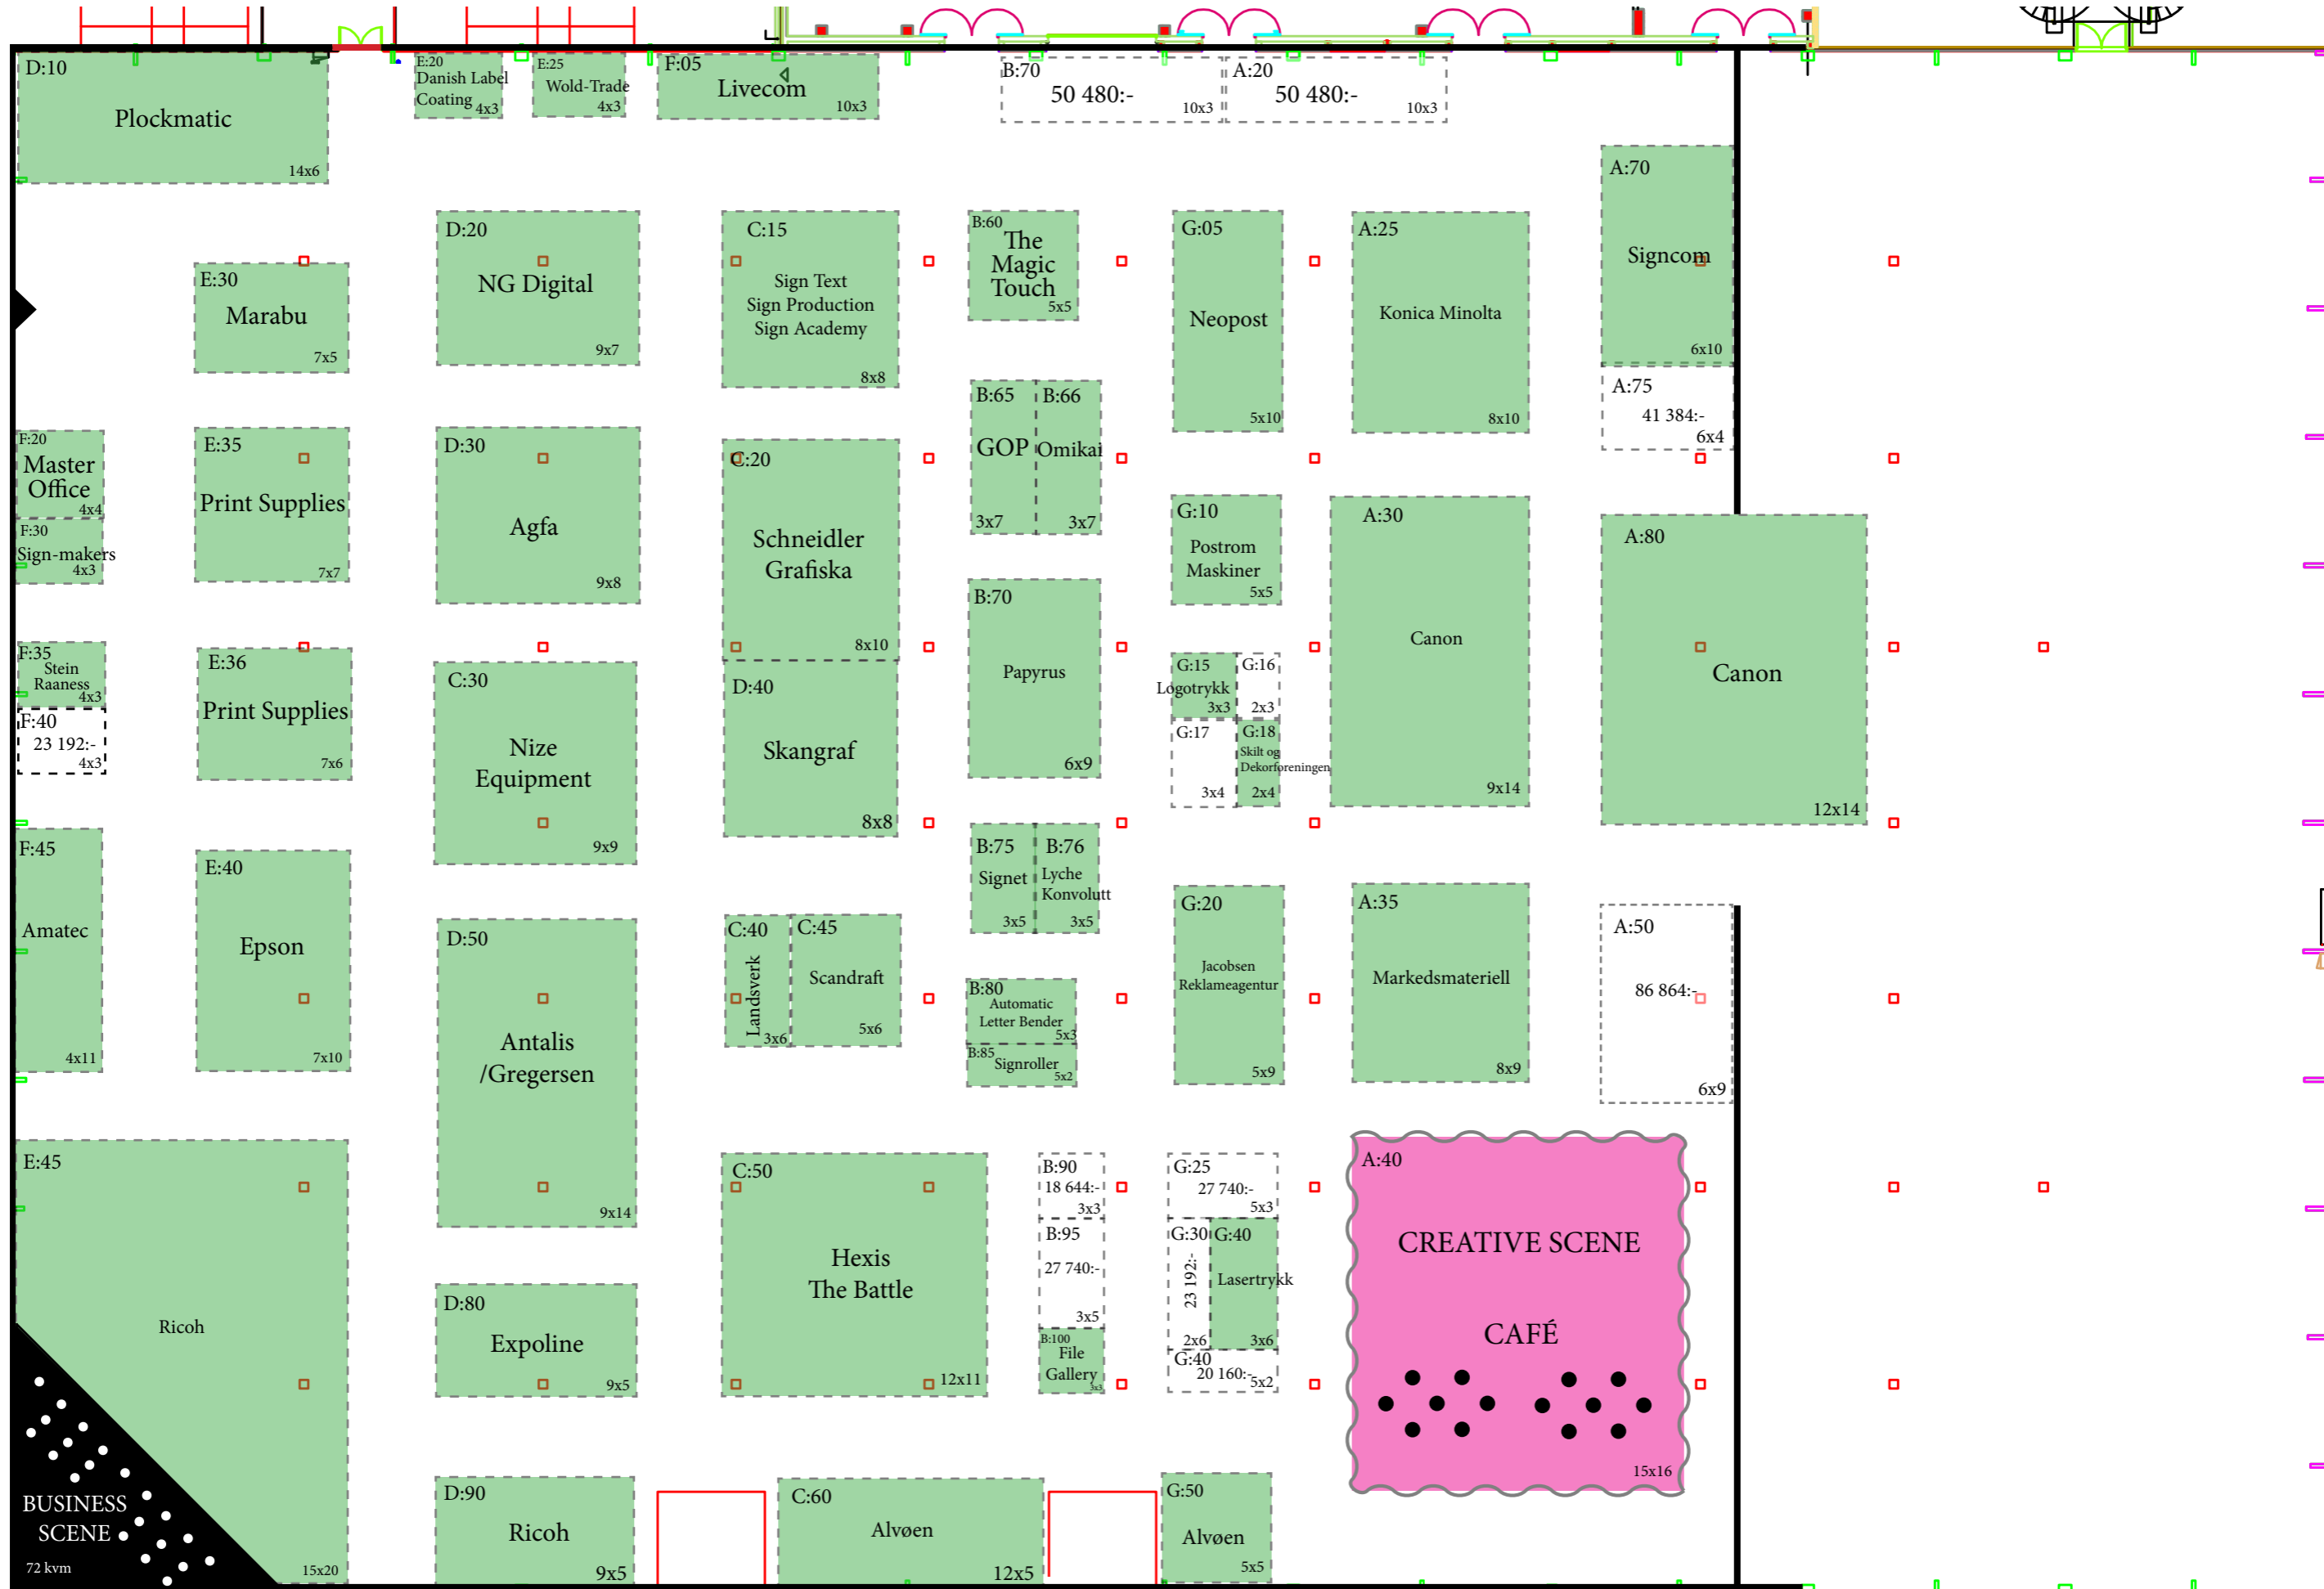 D:10
Plockmatic
14x6
E:20
Danish Label
Coating
4x3
E:25
Wold-Trade
4x3
F:05
Livecom
10x3
B:70
50 480:-
10x3
A:20
50 480:-
10x3
A:70
Signcom
6x10
A:75
41 384:-
6x4
E:30
Marabu
7x5
D:20
NG Digital
9x7
C:15
Sign Text
Sign Production
Sign Academy
8x8
B:60
The
Magic
Touch
5x5
G:05
Neopost
5x10
A:25
Konica Minolta
8x10
F:20
Master
Office
4x4
F:30
Sign-makers
4x3
E:35
Print Supplies
7x7
D:30
Agfa
9x8
C:20
Schneidler
Grafiska
8x10
B:65
GOP
3x7
B:66
Omikai
3x7
G:10
Postrom
Maskiner
5x5
A:30
Canon
9x14
A:80
Canon
12x14
F:35
Stein
Raaness
4x3
F:40
23 192:-
4x3
E:36
Print Supplies
7x6
C:30
Nize
Equipment
9x9
D:40
Skangraf
8x8
B:70
Papyrus
6x9
G:15
Logotrykk
3x3
G:16
2x3
G:17
3x4
G:18
Skilt og
Dekorforeningen
2x4
F:45
Amatec
4x11
E:40
Epson
7x10
D:50
Antalis
/Gregersen
9x14
C:40
Landsverk
3x6
C:45
Scandraft
5x6
B:75
Signet
3x5
B:76
Lyche
Konvolutt
3x5
B:80
Automatic
Letter Bender
5x3
B:85
Signroller
5x2
G:20
Jacobsen
Reklameagentur
5x9
A:35
Markedsmateriell
8x9
A:50
86 864:-
6x9
E:45
Ricoh
15x20
BUSINESS
SCENE
72 kvm
D:80
Expoline
9x5
C:50
Hexis
The Battle
12x11
B:90
18 644:-
3x3
B:95
27 740:-
3x5
B:100
File
Gallery
3x3
G:25
27 740:-
5x3
G:30
23 192:-
2x6
G:40
Lasertrykk
3x6
G:40
20 160:-
5x2
A:40
CREATIVE SCENE
CAFÉ
15x16
D:90
Ricoh
9x5
C:60
Alvøen
12x5
G:50
Alvøen
5x5